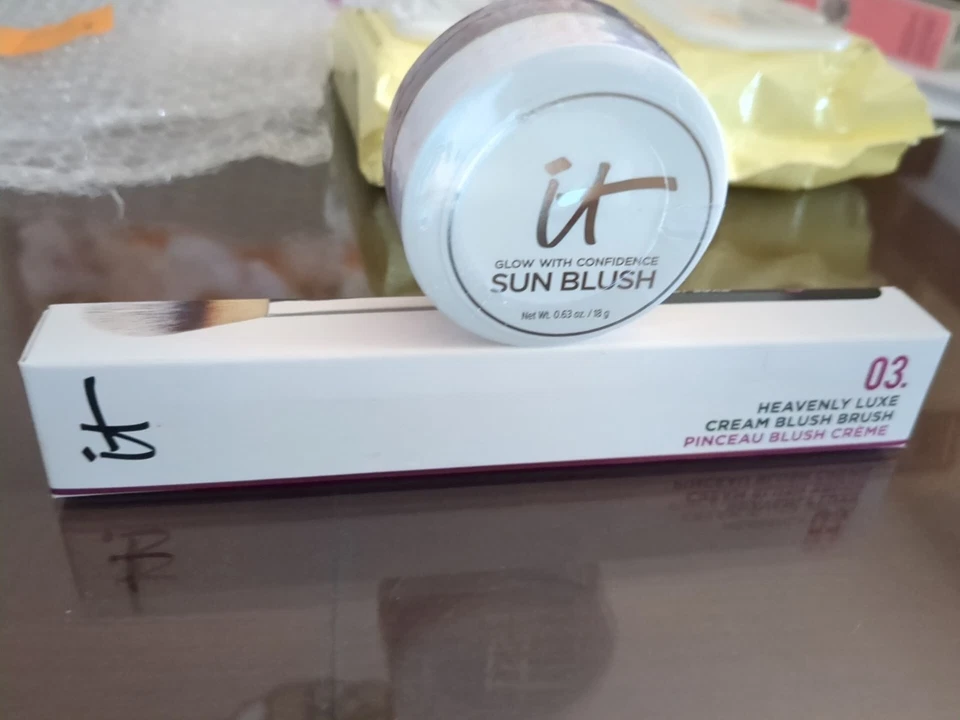 it
GLOW WITH CONFIDENCE
SUN BLUSH
Net Wt. 0.63 oz. / 18 g
it
03.
HEAVENLY LUXE
CREAM BLUSH BRUSH
PINCEAU BLUSH CRÈME